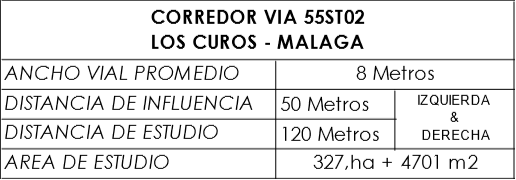 CORREDOR VIA 55ST02
LOS CUROS - MALAGA
ANCHO VIAL PROMEDIO 8 Metros
DISTANCIA DE INFLUENCIA 50 Metros IZQUIERDA
&
DISTANCIA DE ESTUDIO 120 Metros DERECHA
AREA DE ESTUDIO 327,ha + 4701 m2